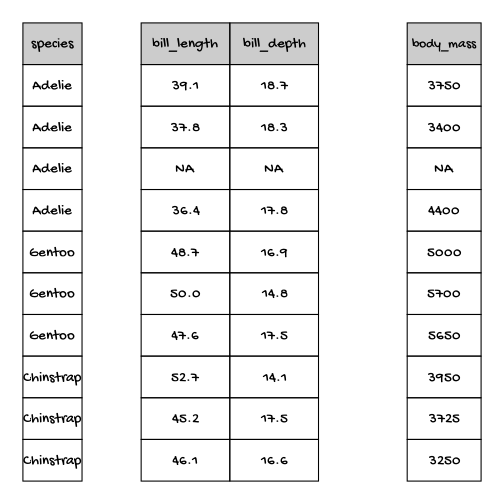 species bill_length bill_depth body_mass
Adelie 39.1 18.7 3750
Adelie 37.8 18.3 3400
Adelie NA NA NA
Adelie 36.4 17.8 4400
Gentoo 48.7 16.9 5000
Gentoo 50.0 14.8 5700
Gentoo 47.6 17.5 5650
Chinstrap 52.7 14.1 3950
Chinstrap 45.2 17.5 3725
Chinstrap 46.1 16.6 3250